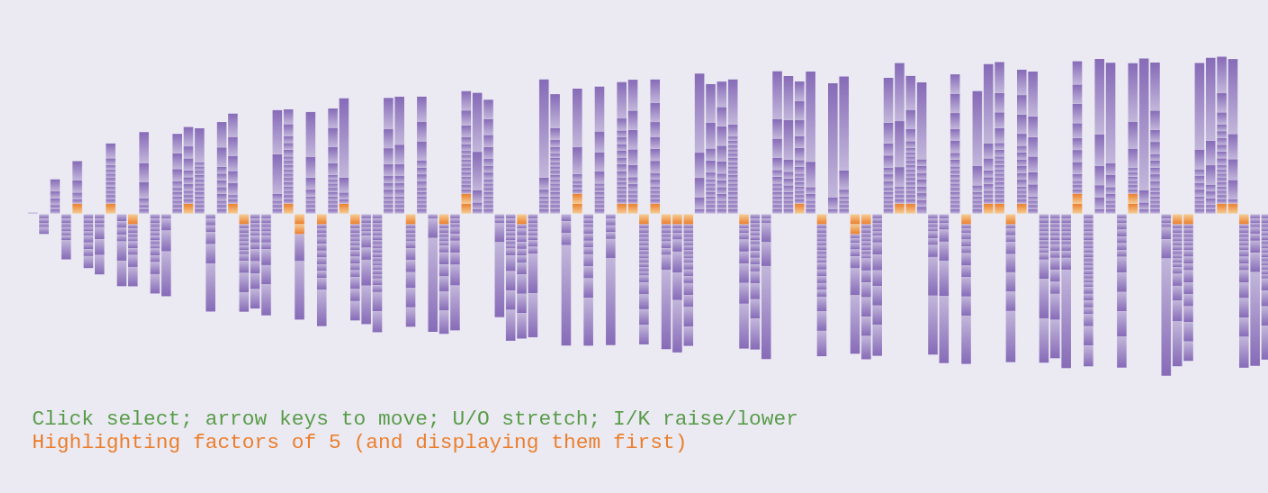 Click select; arrow keys to move; U/O stretch; I/K raise/lower
Highlighting factors of 5 (and displaying them first)